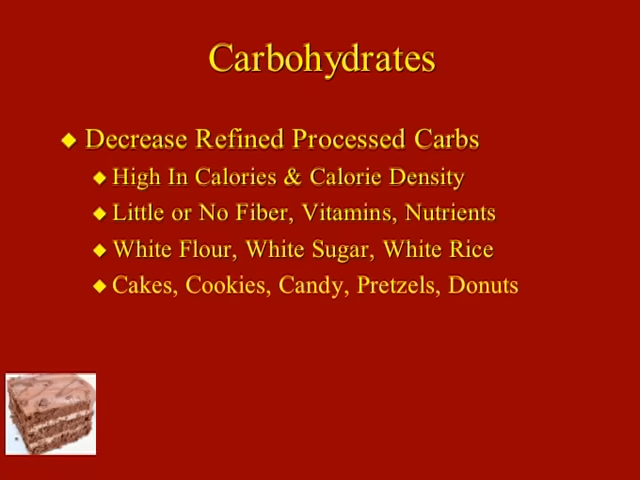 Carbohydrates
Decrease Refined Processed Carbs
High In Calories & Calorie Density
Little or No Fiber, Vitamins, Nutrients
White Flour, White Sugar, White Rice
Cakes, Cookies, Candy, Pretzels, Donuts